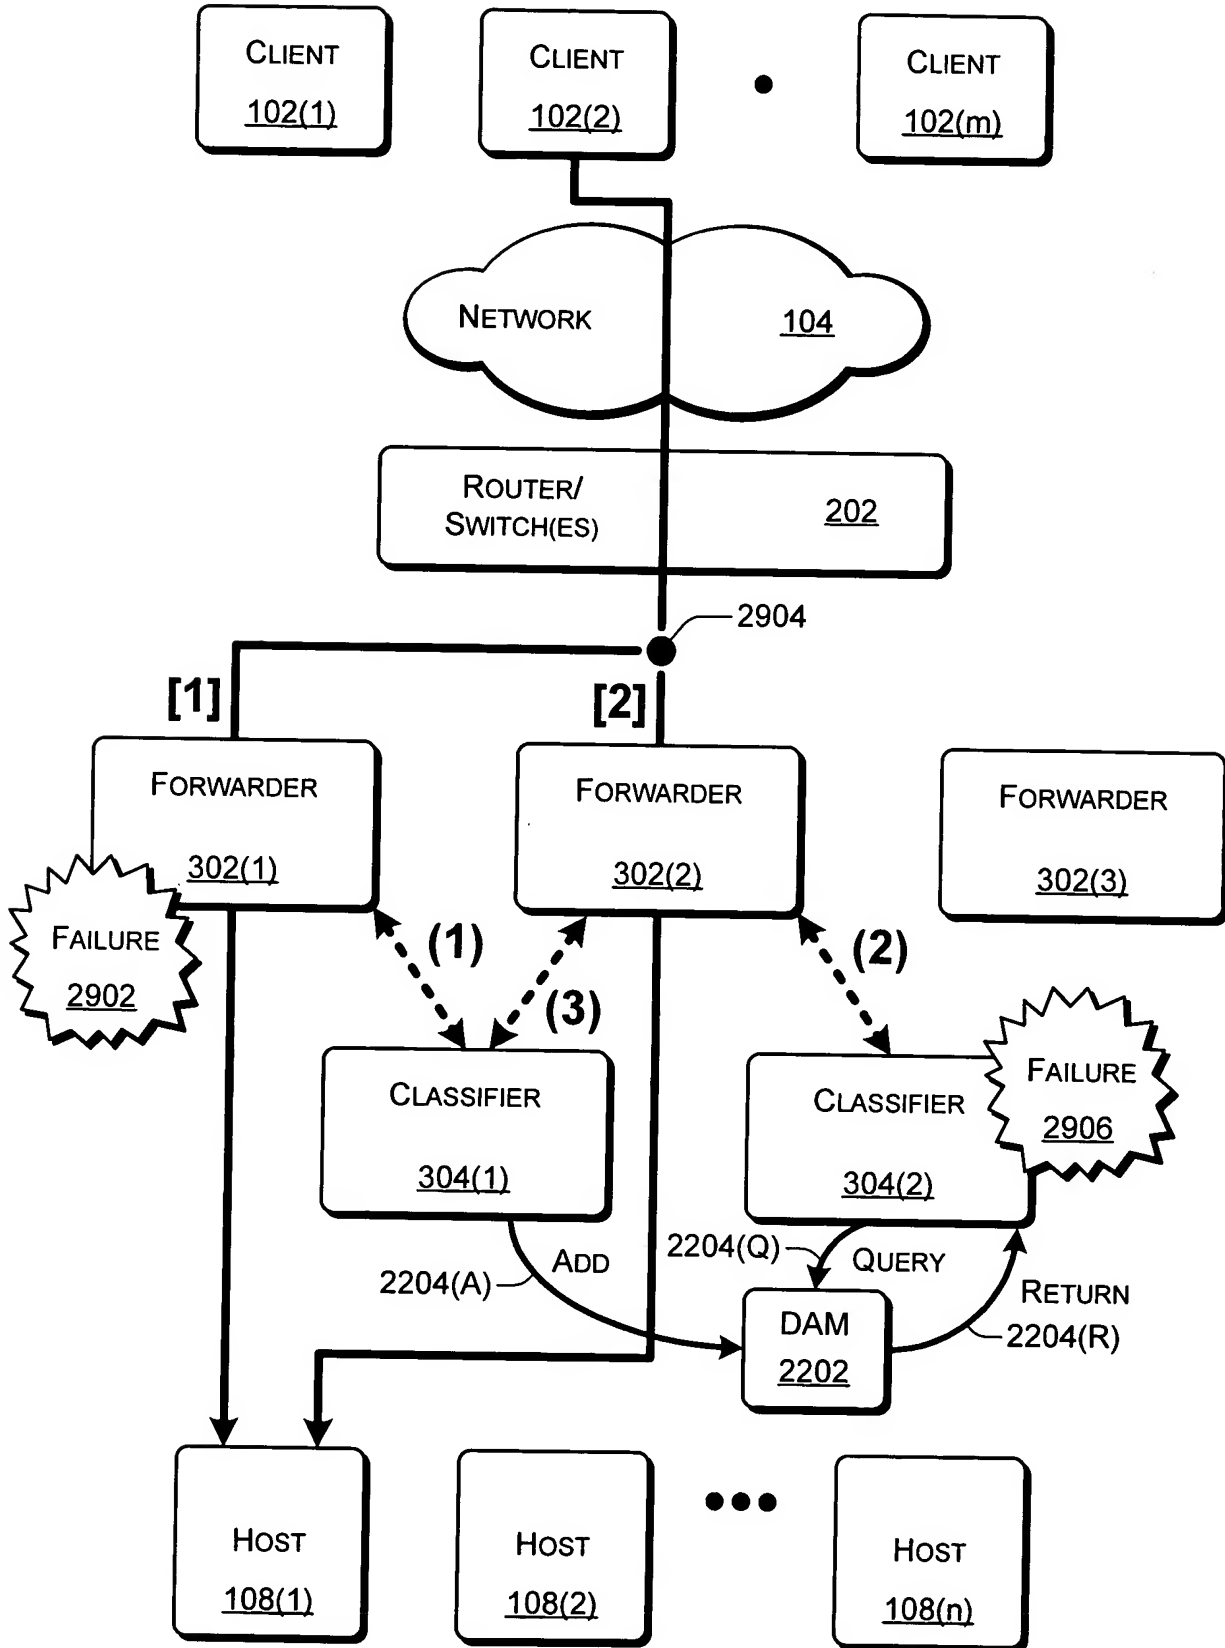 CLIENT
102(1)
CLIENT
102(2)
CLIENT
102(m)
NETWORK
104
ROUTER/
SWITCH(ES)
202
2904
[1]
[2]
FORWARDER
302(1)
FORWARDER
302(2)
FORWARDER
302(3)
FAILURE
2902
(1)
(3)
(2)
CLASSIFIER
304(1)
CLASSIFIER
304(2)
FAILURE
2906
2204(A)
ADD
2204(Q)
QUERY
RETURN
2204(R)
DAM
2202
HOST
108(1)
HOST
108(2)
HOST
108(n)